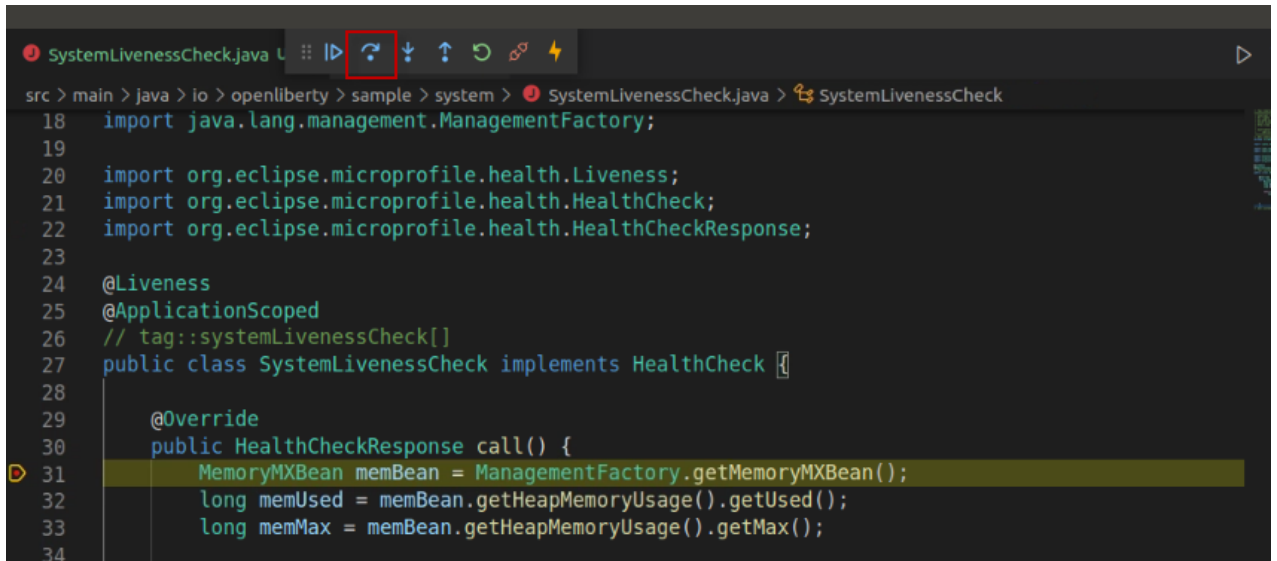 SystemLivenessCheck.java U
src > main > java > io > openliberty > sample > system > SystemLivenessCheck.java > SystemLivenessCheck
18 import java.lang.management.ManagementFactory;
19
20 import org.eclipse.microprofile.health.Liveness;
21 import org.eclipse.microprofile.health.HealthCheck;
22 import org.eclipse.microprofile.health.HealthCheckResponse;
23
24 @Liveness
25 @ApplicationScoped
26 // tag::systemLivenessCheck[]
27 public class SystemLivenessCheck implements HealthCheck {
28
29 @Override
30 public HealthCheckResponse call() {
31 MemoryMXBean memBean = ManagementFactory.getMemoryMXBean();
32 long memUsed = memBean.getHeapMemoryUsage().getUsed();
33 long memMax = memBean.getHeapMemoryUsage().getMax();
34